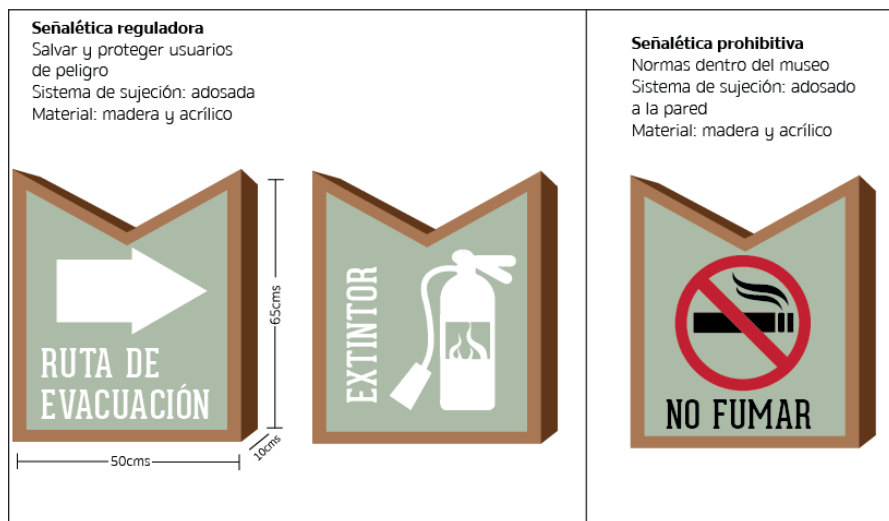 Señalética reguladora
Salvar y proteger usuarios
de peligro
Sistema de sujeción: adosada
Material: madera y acrílico
RUTA DE
EVACUACIÓN
50cms
10cms
65cms
EXTINTOR
Señalética prohibitiva
Normas dentro del museo
Sistema de sujeción: adosado
a la pared
Material: madera y acrílico
NO FUMAR